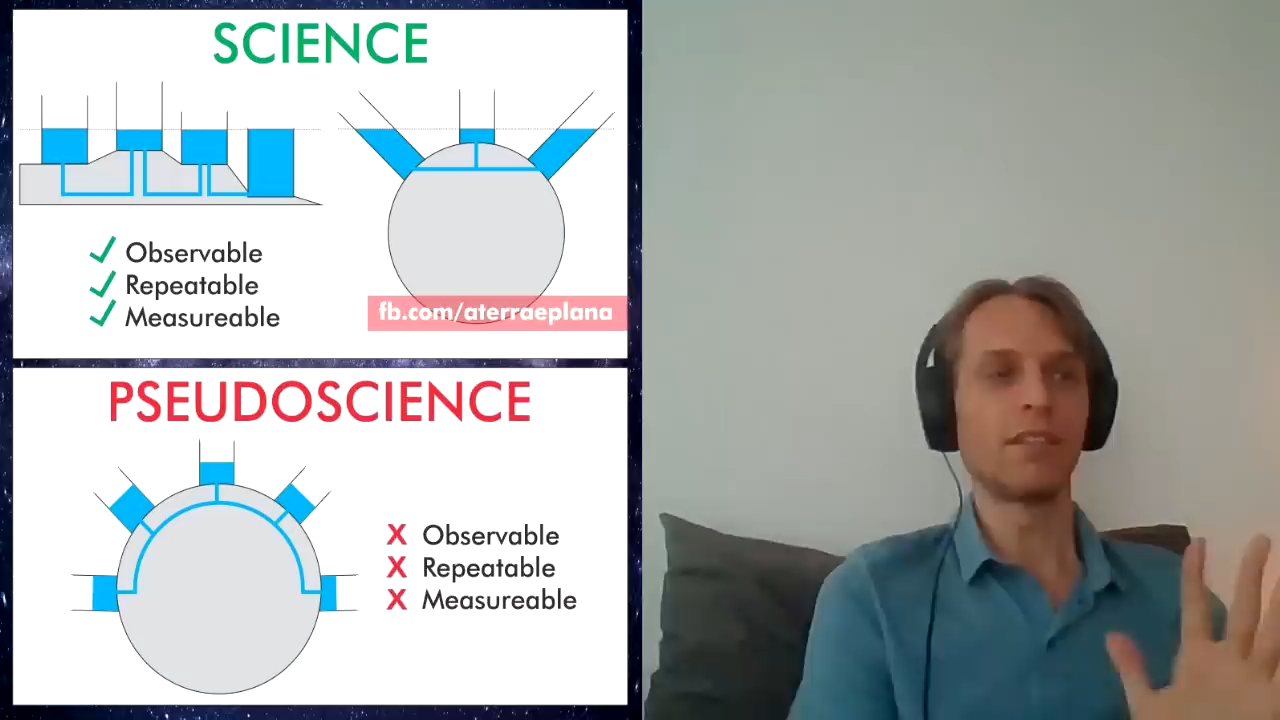 SCIENCE
Observable
Repeatable
Measureable
fb.com/aterraeplana
PSEUDOSCIENCE
Observable
Repeatable
Measureable